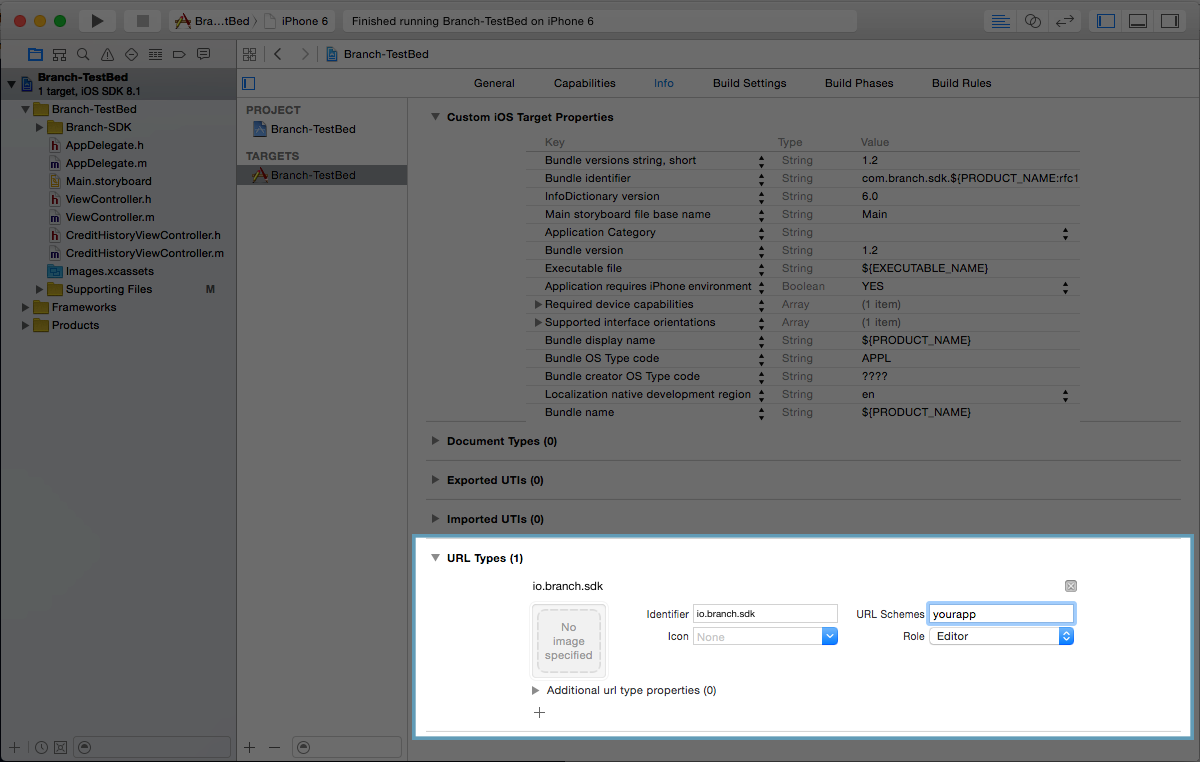 Bra...tBed
iPhone 6
Finished running Branch-TestBed on iPhone 6
Branch-TestBed
Branch-TestBed
1 target, iOS SDK 8.1
Branch-TestBed
Branch-SDK
h AppDelegate.h
m AppDelegate.m
Main.storyboard
h ViewController.h
m ViewController.m
h CreditHistoryViewController.h
m CreditHistoryViewController.m
Images.xcassets
Supporting Files M
Frameworks
Products
PROJECT
Branch-TestBed
TARGETS
Branch-TestBed
General Capabilities Info Build Settings Build Phases Build Rules
Custom iOS Target Properties
Key Type Value
Bundle versions string, short String 1.2
Bundle identifier String com.branch.sdk.${PRODUCT_NAME:rfc1
InfoDictionary version String 6.0
Main storyboard file base name String Main
Application Category String
Bundle version String 1.2
Executable file String ${EXECUTABLE_NAME}
Application requires iPhone environment Boolean YES
Required device capabilities Array (1 item)
Supported interface orientations Array (1 item)
Bundle display name String ${PRODUCT_NAME}
Bundle OS Type code String APPL
Bundle creator OS Type code String ????
Localization native development region String en
Bundle name String ${PRODUCT_NAME}
Document Types (0)
Exported UTIs (0)
Imported UTIs (0)
URL Types (1)
io.branch.sdk
No
image
specified
Identifier io.branch.sdk URL Schemes yourapp
Icon None Role Editor
Additional url type properties (0)